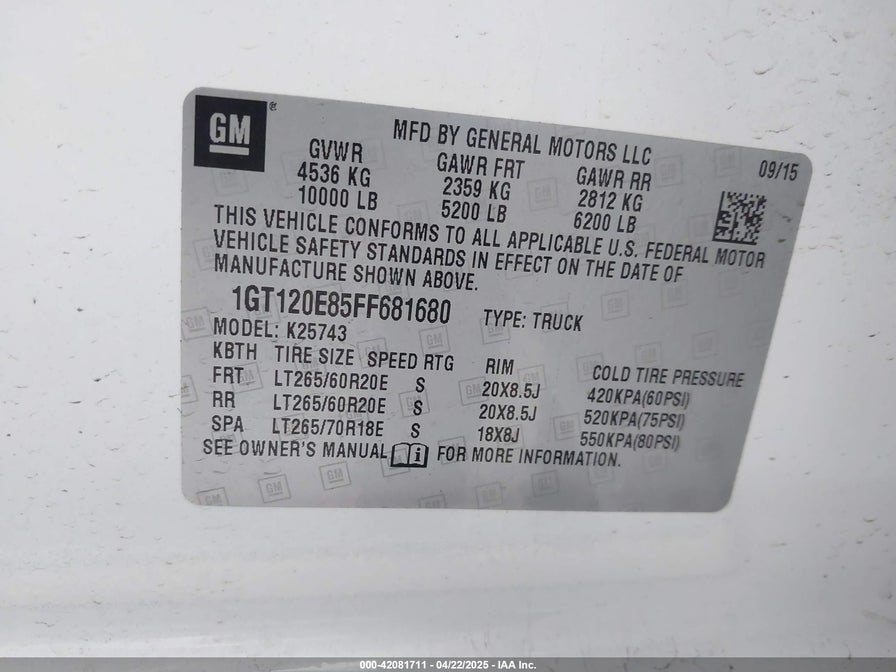 GM ®
MFD BY GENERAL MOTORS LLC
09/15
GVWR GAWR FRT GAWR RR
4536 KG 2359 KG 2812 KG
10000 LB 5200 LB 6200 LB
THIS VEHICLE CONFORMS TO ALL APPLICABLE U.S. FEDERAL MOTOR
VEHICLE SAFETY STANDARDS IN EFFECT ON THE DATE OF
MANUFACTURE SHOWN ABOVE.
1GT120E85FF681680 TYPE: TRUCK
MODEL: K25743
KBTH TIRE SIZE SPEED RTG RIM COLD TIRE PRESSURE
FRT LT265/60R20E S 20X8.5J 420KPA(60PSI)
RR LT265/60R20E S 20X8.5J 520KPA(75PSI)
SPA LT265/70R18E S 18X8J 550KPA(80PSI)
SEE OWNER'S MANUAL i FOR MORE INFORMATION.
000-42081711 - 04/22/2025 - IAA Inc.